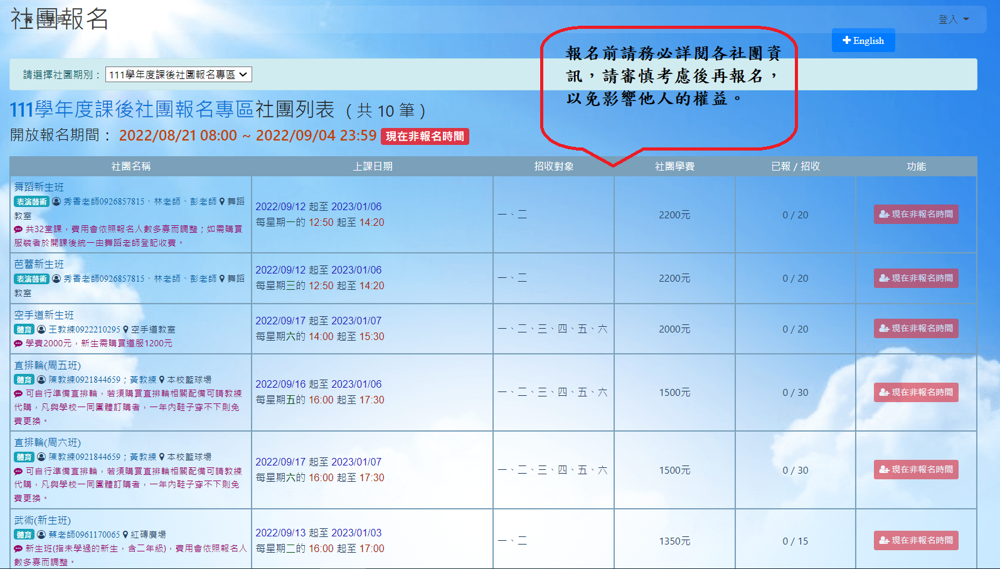 社團報名
登入
English
報名前請務必詳閱各社團資
訊，請審慎考慮後再報名，
以免影響他人的權益。
請選擇社團期別： 111學年度課後社團報名專區
111學年度課後社團報名專區社團列表 ( 共 10 筆 )
開放報名期間： 2022/08/21 08:00 ~ 2022/09/04 23:59 現在非報名時間
社團名稱 上課日期 招收對象 社團學費 已報 / 招收 功能
舞蹈新生班
表演藝術 秀香老師0926857815、林老師、彭老師 舞蹈
教室
共32堂課，費用會依照報名人數多寡而調整；如需購買
服裝者於開課後統一由舞蹈老師登記收費。
2022/09/12 起至 2023/01/06
每星期一的 12:50 起至 14:20
一、二
2200元
0 / 20
現在非報名時間
芭蕾新生班
表演藝術 秀香老師0926857815、林老師、彭老師 舞蹈
教室
2022/09/12 起至 2023/01/06
每星期三的 12:50 起至 14:20
一、二
2200元
0 / 20
現在非報名時間
空手道新生班
體育 王教練0922210295 空手道教室
學費2000元，新生需購買道服1200元
2022/09/17 起至 2023/01/07
每星期六的 14:00 起至 15:30
一、二、三、四、五、六
2000元
0 / 20
現在非報名時間
直排輪(周五班)
體育 陳教練0921844659；黃教練 本校籃球場
可自行準備直排輪，若須購買直排輪相關配備可請教練
代購，凡與學校一同團體訂購者，一年內鞋子穿不下則免
費更換。
2022/09/16 起至 2023/01/06
每星期五的 16:00 起至 17:30
一、二、三、四、五、六
1500元
0 / 30
現在非報名時間
直排輪(周六班)
體育 陳教練0921844659；黃教練 本校籃球場
可自行準備直排輪，若須購買直排輪相關配備可請教練
代購，凡與學校一同團體訂購者，一年內鞋子穿不下則免
費更換。
2022/09/17 起至 2023/01/07
每星期六的 16:00 起至 17:30
一、二、三、四、五、六
1500元
0 / 30
現在非報名時間
武術(新生班)
體育 蔡老師0961170065 紅磚廣場
新生班(指未學過的新生，含二年級)，費用會依照報名人
數多寡而調整。
2022/09/13 起至 2023/01/03
每星期二的 16:00 起至 17:00
一、二
1350元
0 / 15
現在非報名時間